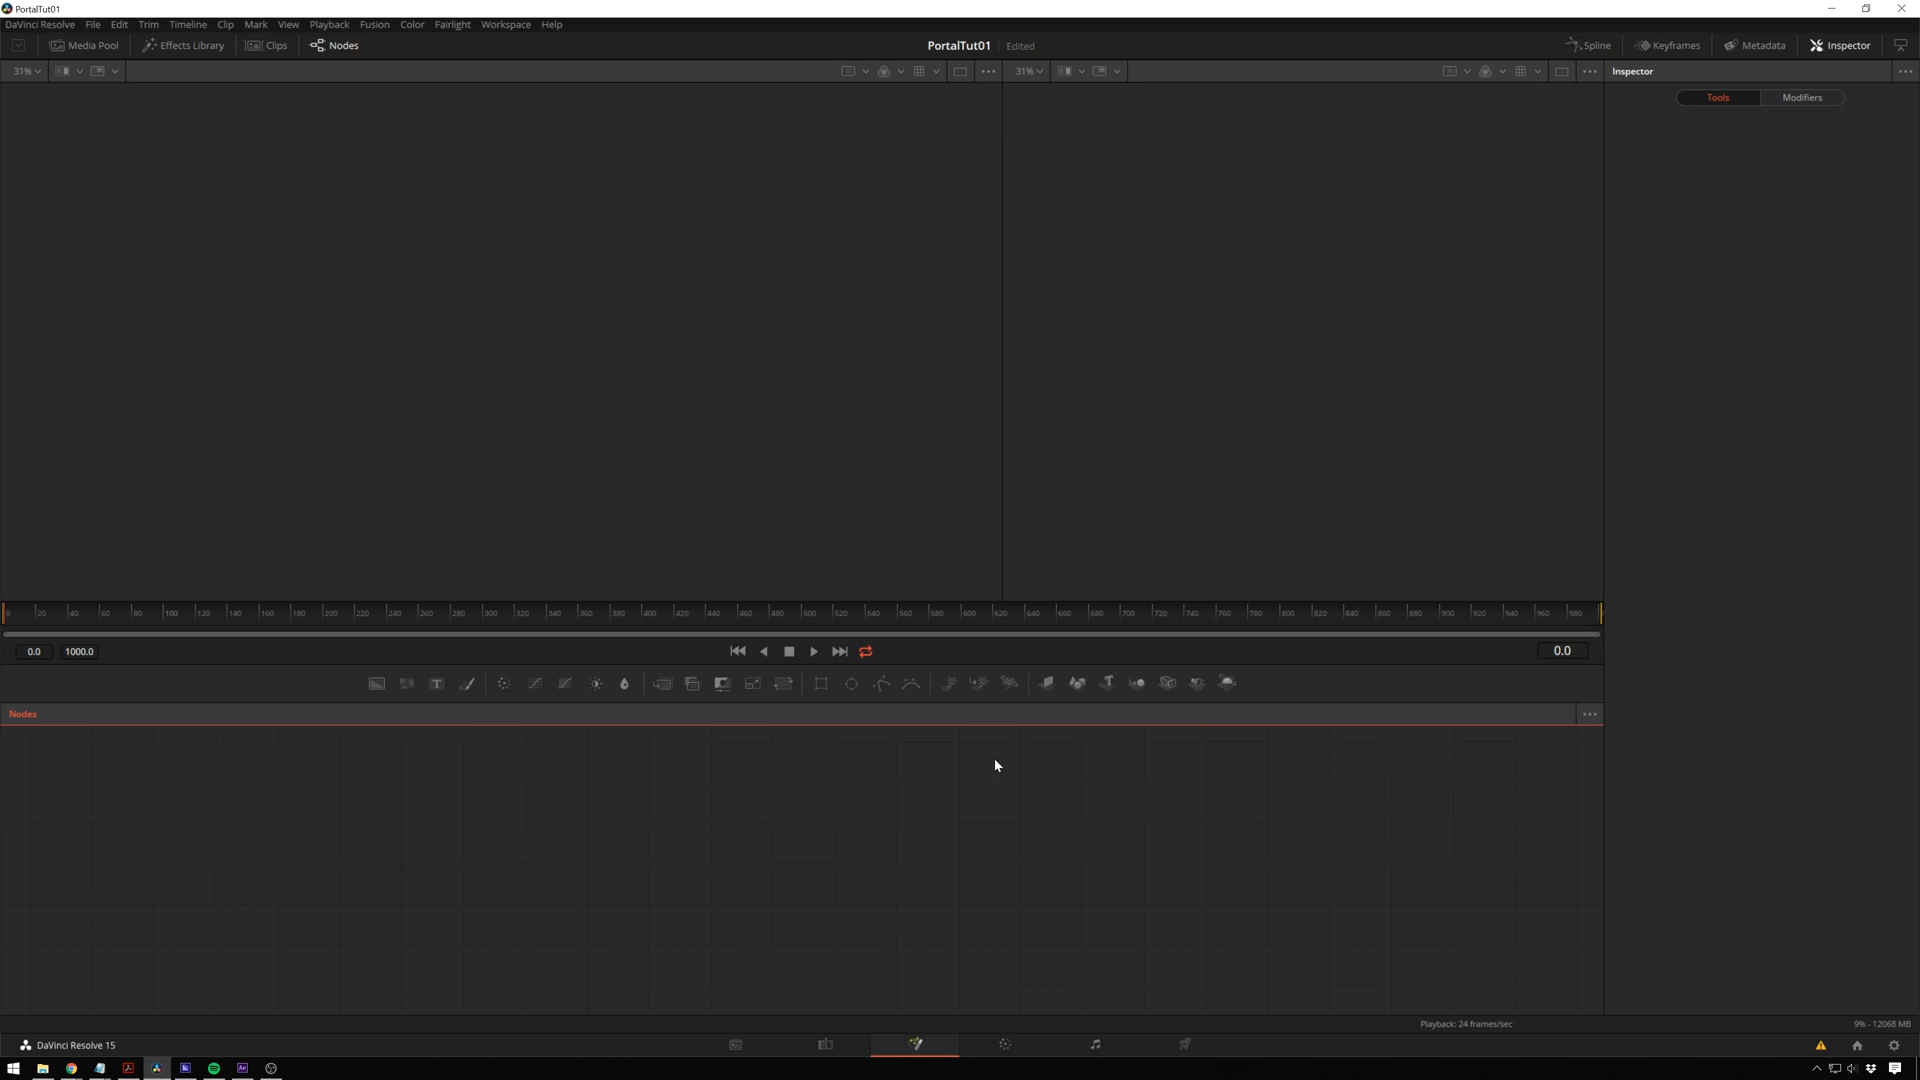 PortalTut01
DaVinci Resolve File Edit Trim Timeline Clip Mark View Playback Fusion Color Fairlight Workspace Help
Media Pool Effects Library Clips Nodes PortalTut01 Edited Spline Keyframes Metadata Inspector
31% 31% Inspector
Tools Modifiers
0 20 40 60 80 100 120 140 160 180 200 220 240 260 280 300 320 340 360 380 400 420 440 460 480 500 520 540 560 580 600 620 640 660 680 700 720 740 760 780 800 820 840 860 880 900 920 940 960 980
0.0 1000.0 0.0
T
Nodes
Playback: 24 frames/sec 9% - 12068 MB
DaVinci Resolve 15
Ae